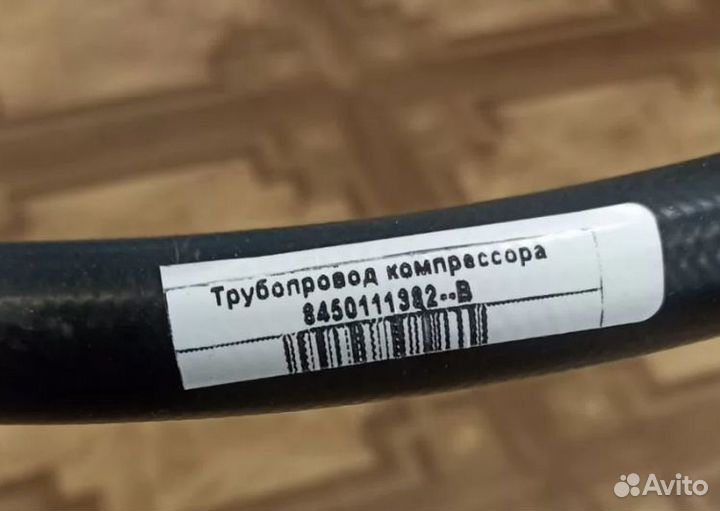 Трубопровод компрессора
8450111382--B
Avito